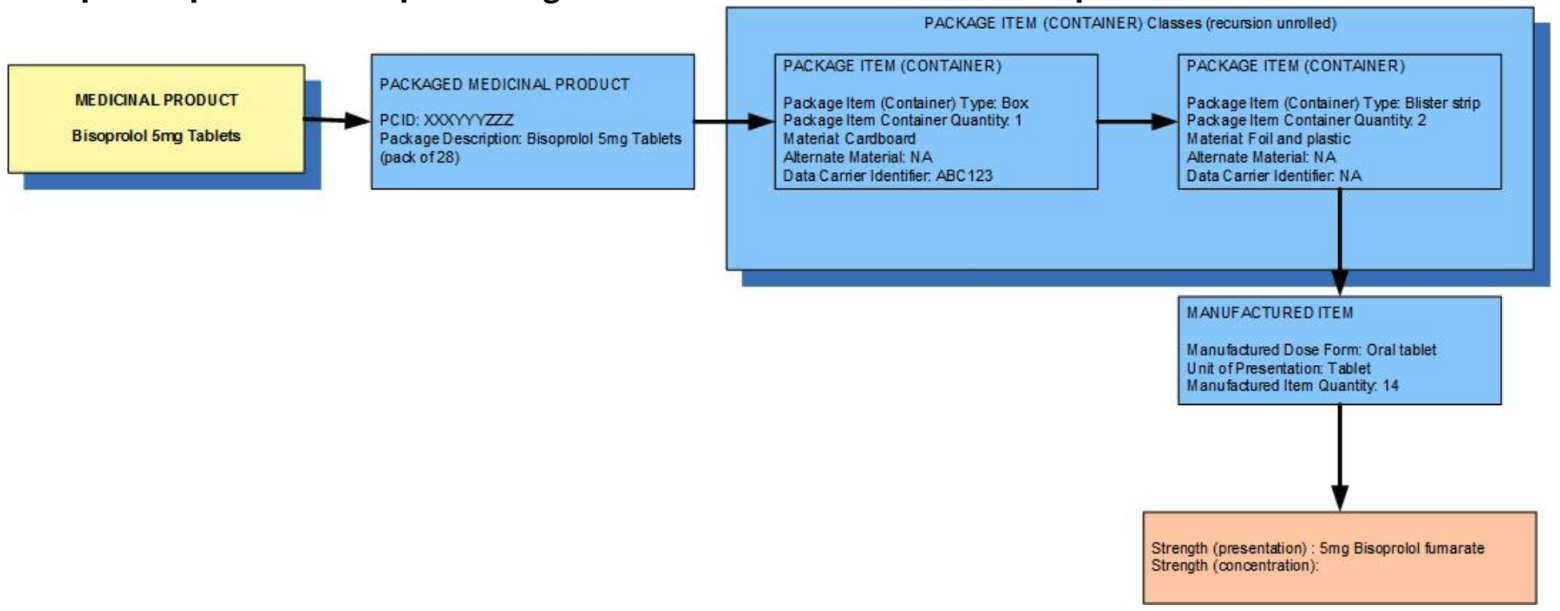 PACKAGE ITEM (CONTAINER) Classes (recursion unrolled)
MEDICINAL PRODUCT
Bisoprolol 5mg Tablets
PACKAGED MEDICINAL PRODUCT
PCID: XXXYYYZZZ
Package Description: Bisoprolol 5mg Tablets
(pack of 28)
PACKAGE ITEM (CONTAINER)
Package Item (Container) Type: Box
Package Item Container Quantity: 1
Material: Cardboard
Alternate Material: NA
Data Carrier Identifier: ABC123
PACKAGE ITEM (CONTAINER)
Package Item (Container) Type: Blister strip
Package Item Container Quantity: 2
Material: Foil and plastic
Alternate Material: NA
Data Carrier Identifier: NA
MANUFACTURED ITEM
Manufactured Dose Form: Oral tablet
Unit of Presentation: Tablet
Manufactured Item Quantity: 14
Strength (presentation) : 5mg Bisoprolol fumarate
Strength (concentration):